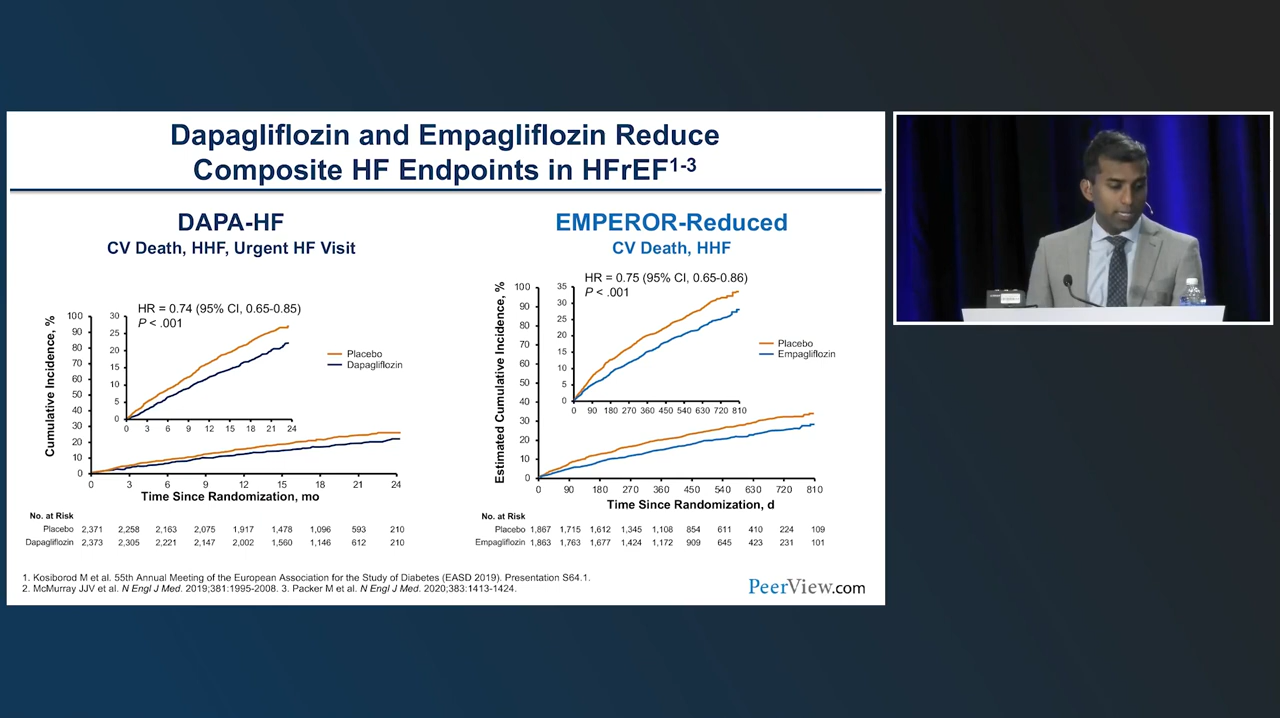 Dapagliflozin and Empagliflozin Reduce
Composite HF Endpoints in HFrEF1-3
DAPA-HF
CV Death, HHF, Urgent HF Visit
HR = 0.74 (95% CI, 0.65-0.85)
P < .001
Cumulative Incidence, %
100
90
80
70
60
50
40
30
20
10
0
30
25
20
15
10
5
0
0 3 6 9 12 15 18 21 24
Placebo
Dapagliflozin
0 3 6 9 12 15 18 21 24
Time Since Randomization, mo
No. at Risk
Placebo 2,371 2,258 2,163 2,075 1,917 1,478 1,096 593 210
Dapagliflozin 2,373 2,305 2,221 2,147 2,002 1,560 1,146 612 210
EMPEROR-Reduced
CV Death, HHF
HR = 0.75 (95% CI, 0.65-0.86)
P < .001
Estimated Cumulative Incidence, %
100
90
80
70
60
50
40
30
20
10
0
35
30
25
20
15
10
5
0
0 90 180 270 360 450 540 630 720 810
Placebo
Empagliflozin
0 90 180 270 360 450 540 630 720 810
Time Since Randomization, d
No. at Risk
Placebo 1,867 1,715 1,612 1,345 1,108 854 611 410 224 109
Empagliflozin 1,863 1,763 1,677 1,424 1,172 909 645 423 231 101
1. Kosiborod M et al. 55th Annual Meeting of the European Association for the Study of Diabetes (EASD 2019). Presentation S64.1.
2. McMurray JJV et al. N Engl J Med. 2019;381:1995-2008. 3. Packer M et al. N Engl J Med. 2020;383:1413-1424.
PeerView.com